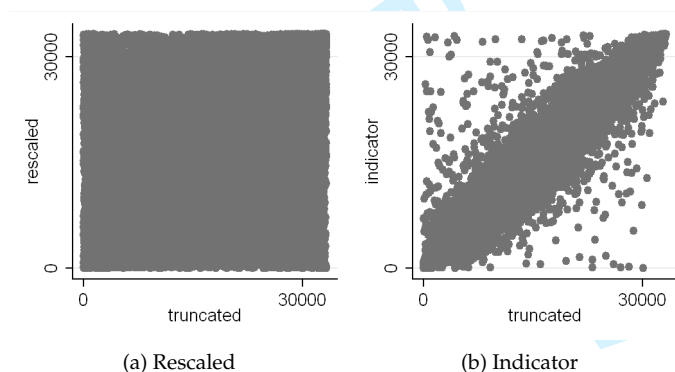 30000
rescaled
0
0
30000
truncated
(a) Rescaled
30000
indicator
0
0
30000
truncated
(b) Indicator